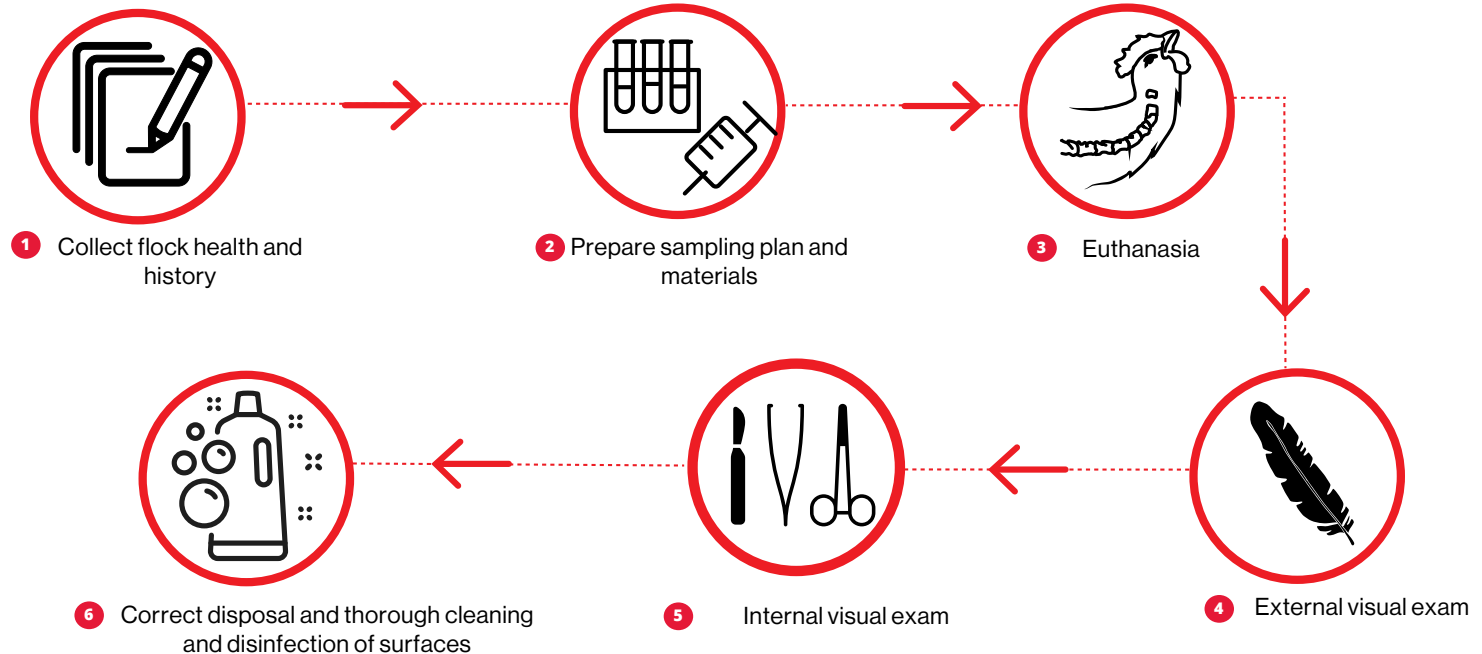 1 Collect flock health and
history
2 Prepare sampling plan and
materials
3 Euthanasia
4 External visual exam
5 Internal visual exam
6 Correct disposal and thorough cleaning
and disinfection of surfaces